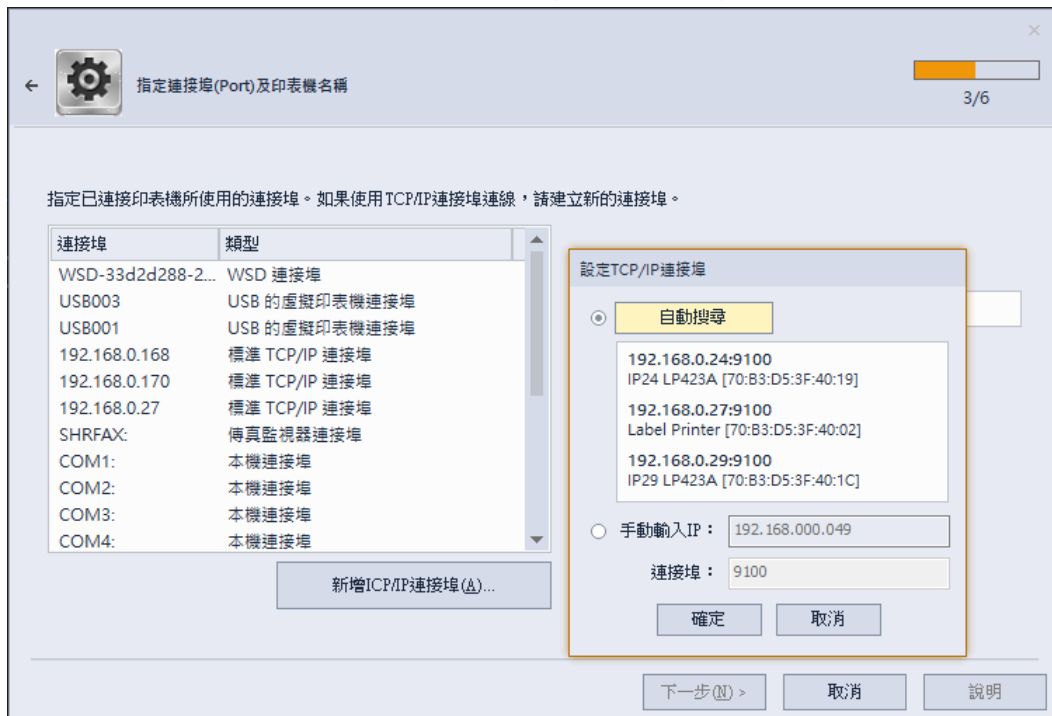 指定連接埠(Port)及印表機名稱
3/6
指定已連接印表機所使用的連接埠。如果使用TCP/IP連接埠連線，請建立新的連接埠。
連接埠 類型
WSD-33d2d288-2... WSD 連接埠
USB003 USB 的虛擬印表機連接埠
USB001 USB 的虛擬印表機連接埠
192.168.0.168 標準 TCP/IP 連接埠
192.168.0.170 標準 TCP/IP 連接埠
192.168.0.27 標準 TCP/IP 連接埠
SHRFAX: 傳真監視器連接埠
COM1: 本機連接埠
COM2: 本機連接埠
COM3: 本機連接埠
COM4: 本機連接埠
新增ICP/IP連接埠(A)...
設定TCP/IP連接埠
自動搜尋
192.168.0.24:9100
IP24 LP423A [70:B3:D5:3F:40:19]
192.168.0.27:9100
Label Printer [70:B3:D5:3F:40:02]
192.168.0.29:9100
IP29 LP423A [70:B3:D5:3F:40:1C]
手動輸入IP： 192.168.000.049
連接埠： 9100
確定 取消
下一步(N) > 取消 說明